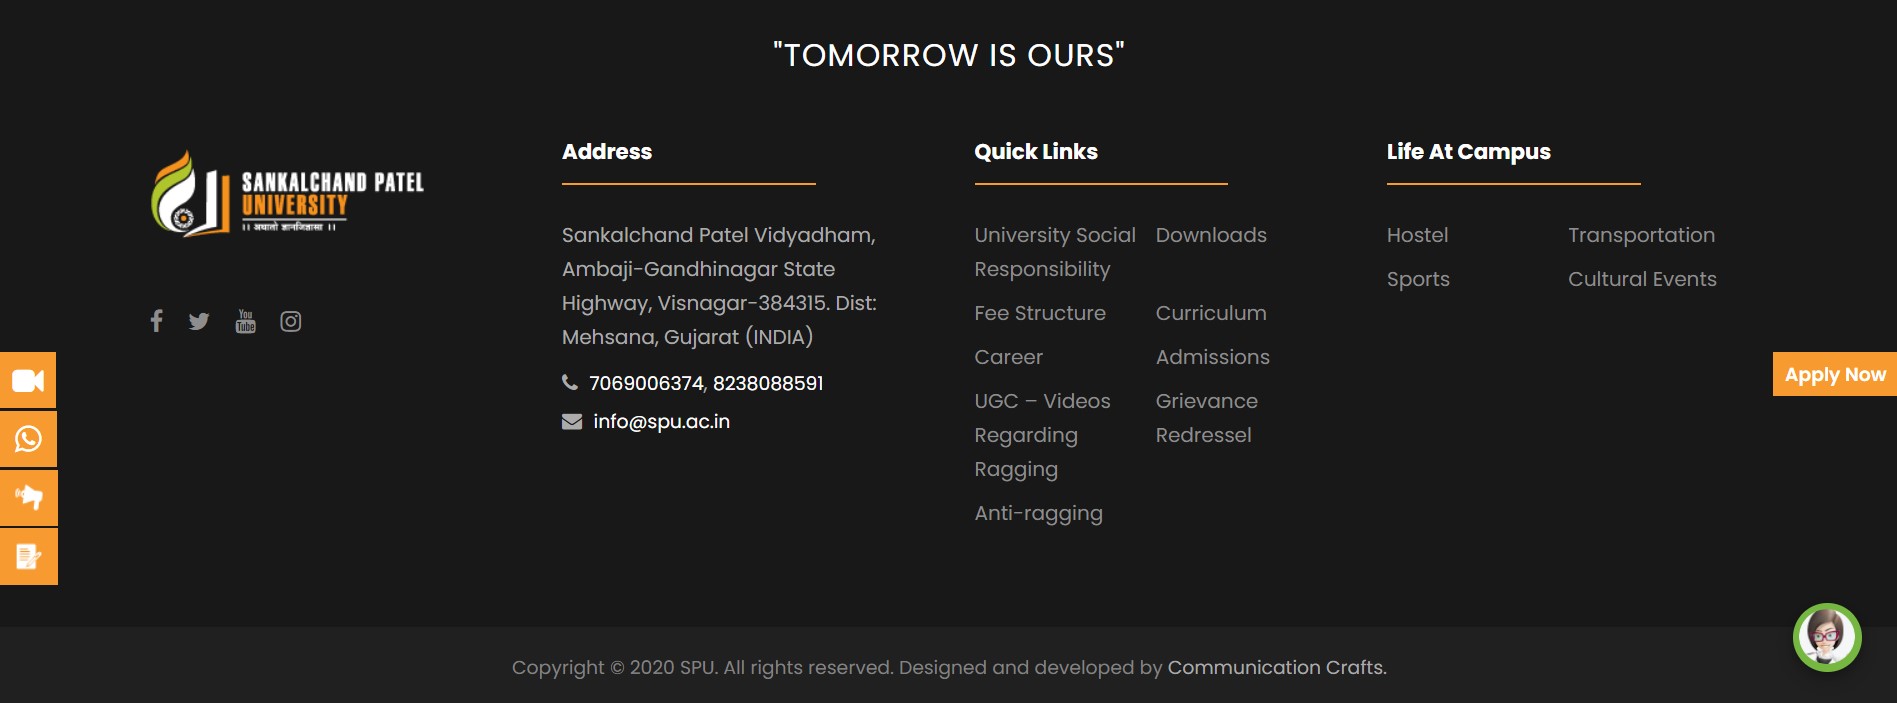 "TOMORROW IS OURS"
SANKALCHAND PATEL
UNIVERSITY
।। अथातो ज्ञानजिज्ञासा ।।
You
Tube
Address
Sankalchand Patel Vidyadham,
Ambaji-Gandhinagar State
Highway, Visnagar-384315. Dist:
Mehsana, Gujarat (INDIA)
7069006374, 8238088591
info@spu.ac.in
Quick Links
University Social
Responsibility
Downloads
Fee Structure
Curriculum
Career
Admissions
UGC – Videos
Regarding
Ragging
Grievance
Redressel
Anti-ragging
Life At Campus
Hostel
Transportation
Sports
Cultural Events
Apply Now
Copyright © 2020 SPU. All rights reserved. Designed and developed by Communication Crafts.